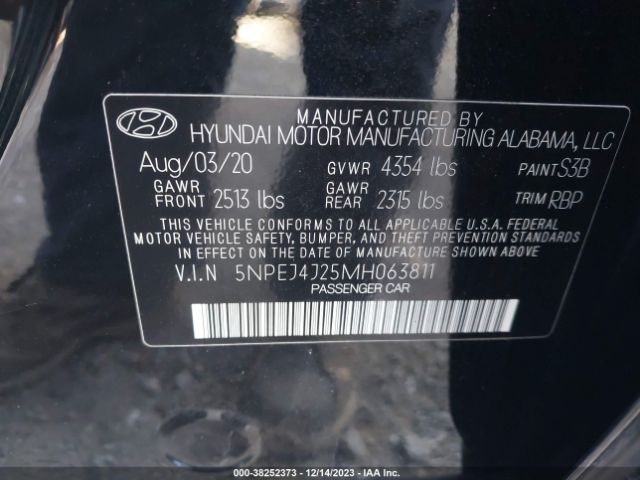 MANUFACTURED BY
HYUNDAI MOTOR MANUFACTURING ALABAMA, LLC
Aug/03/20 GVWR 4354 lbs PAINT S3B
GAWR FRONT 2513 lbs GAWR REAR 2315 lbs TRIM RBP
THIS VEHICLE CONFORMS TO ALL APPLICABLE U.S.A. FEDERAL
MOTOR VEHICLE SAFETY, BUMPER, AND THEFT PREVENTION
STANDARDS IN EFFECT ON THE DATE OF MANUFACTURE SHOWN ABOVE
V.I.N 5NPEJ4J25MH063811
PASSENGER CAR
000-38252373 - 12/14/2023 - IAA Inc.